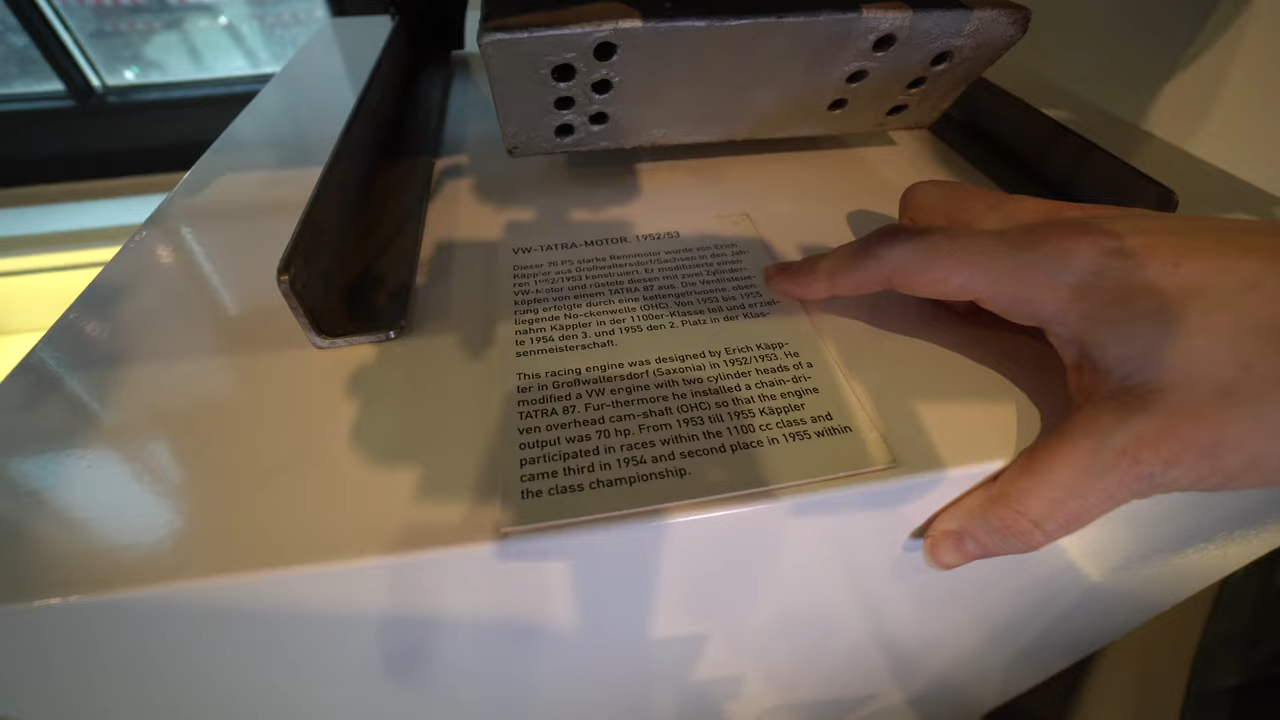 VW-TATRA-MOTOR, 1952/53
Dieser 70 PS starke Rennmotor wurde von Erich
Käppler aus Großwaltersdorf/Sachsen in den Jah-
ren 1952/1953 konstruiert. Er modifizierte einen
VW-Motor und rüstete diesen mit zwei Zylinder-
köpfen von einem TATRA 87 aus. Die Ventilsteue-
rung erfolgte durch eine kettengetriebene, oben
liegende No-ckenwelle (OHC). Von 1953 bis 1955
nahm Käppler in der 1100er-Klasse teil und erziel-
te 1954 den 3. und 1955 den 2. Platz in der Klas-
senmeisterschaft.
This racing engine was designed by Erich Käpp-
ler in Großwaltersdorf (Saxonia) in 1952/1953. He
modified a VW engine with two cylinder heads of a
TATRA 87. Fur-thermore he installed a chain-dri-
ven overhead cam-shaft (OHC) so that the engine
output was 70 hp. From 1953 till 1955 Käppler
participated in races within the 1100 cc class and
came third in 1954 and second place in 1955 within
the class championship.